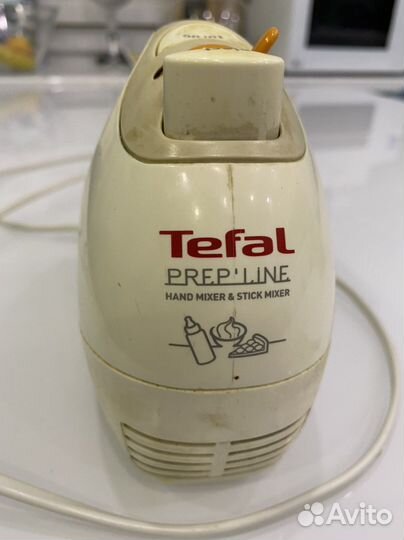 Tefal
PREP'LINE
HAND MIXER & STICK MIXER
Avito